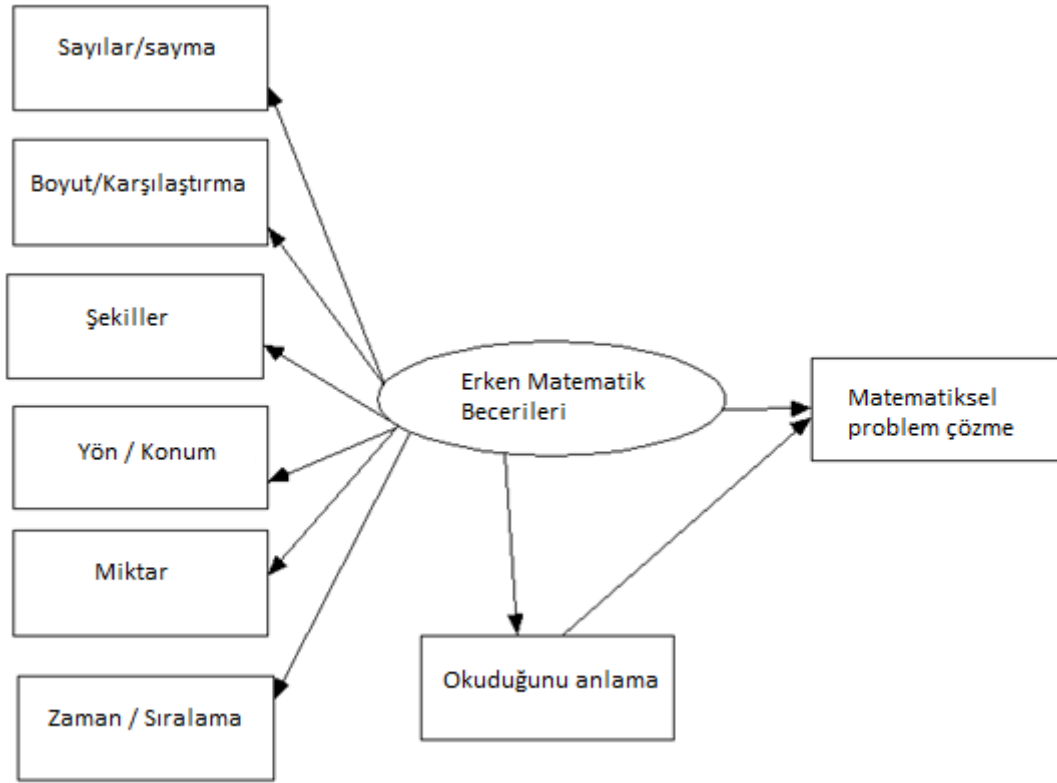 Sayılar/sayma
Boyut/Karşılaştırma
Şekiller
Yön / Konum
Miktar
Zaman / Sıralama
Erken Matematik
Becerileri
Okuduğunu anlama
Matematiksel
problem çözme